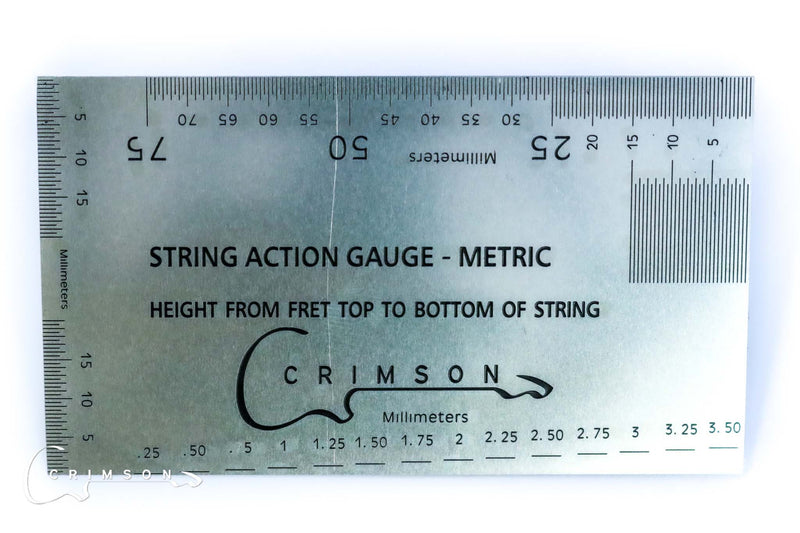 5 10 15
Millimeters
15 10 5
70 65 60 55 45 40 35 30 20 15 10 5
75 50 Millimeters 25
STRING ACTION GAUGE - METRIC
HEIGHT FROM FRET TOP TO BOTTOM OF STRING
CRIMSON
Millimeters
.25 .50 .5 1 1.25 1.50 1.75 2 2.25 2.50 2.75 3 3.25 3.50
CRIMSON